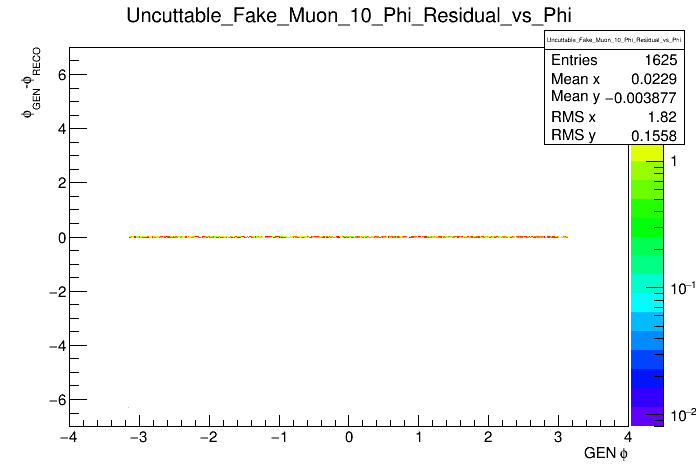 Uncuttable_Fake_Muon_10_Phi_Residual_vs_Phi
Uncuttable_Fake_Muon_10_Phi_Residual_vs_Phi
Entries 1625
Mean x 0.0229
Mean y −0.003877
RMS x 1.82
RMS y 0.1558
ϕGEN-ϕRECO
6
4
2
0
−2
−4
−6
−4 −3 −2 −1 0 1 2 3 4
GEN ϕ
1
10⁻¹
10⁻²